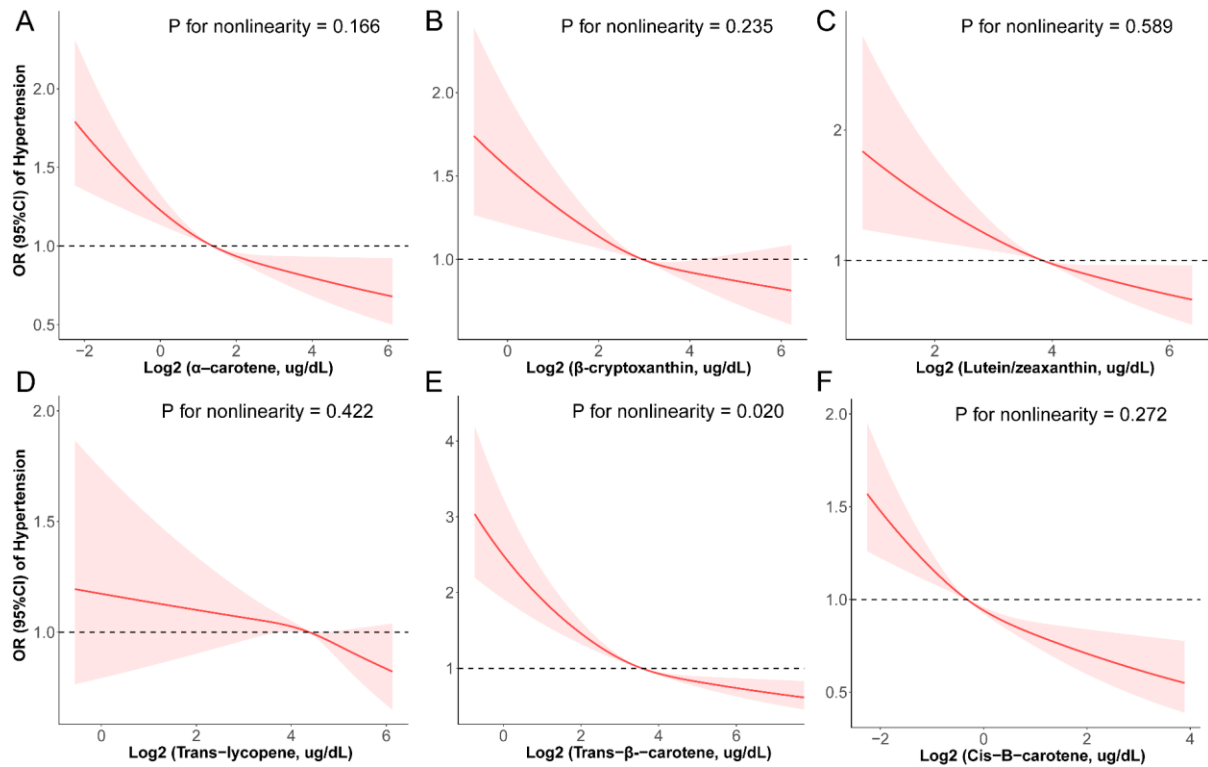 A
P for nonlinearity = 0.166
B
P for nonlinearity = 0.235
C
P for nonlinearity = 0.589
OR (95%CI) of Hypertension
2.0
1.5
1.0
0.5
2.0
1.5
1.0
2
1
−2 0 2 4 6
0 2 4 6
2 4 6
Log2 (α−carotene, ug/dL)
Log2 (β-cryptoxanthin, ug/dL)
Log2 (Lutein/zeaxanthin, ug/dL)
D
P for nonlinearity = 0.422
E
P for nonlinearity = 0.020
F
P for nonlinearity = 0.272
OR (95%CI) of Hypertension
2.0
1.5
1.0
4
3
2
1
2.0
1.5
1.0
0.5
0 2 4 6
0 2 4 6
−2 0 2 4
Log2 (Trans−lycopene, ug/dL)
Log2 (Trans−β-−carotene, ug/dL)
Log2 (Cis−B−carotene, ug/dL)